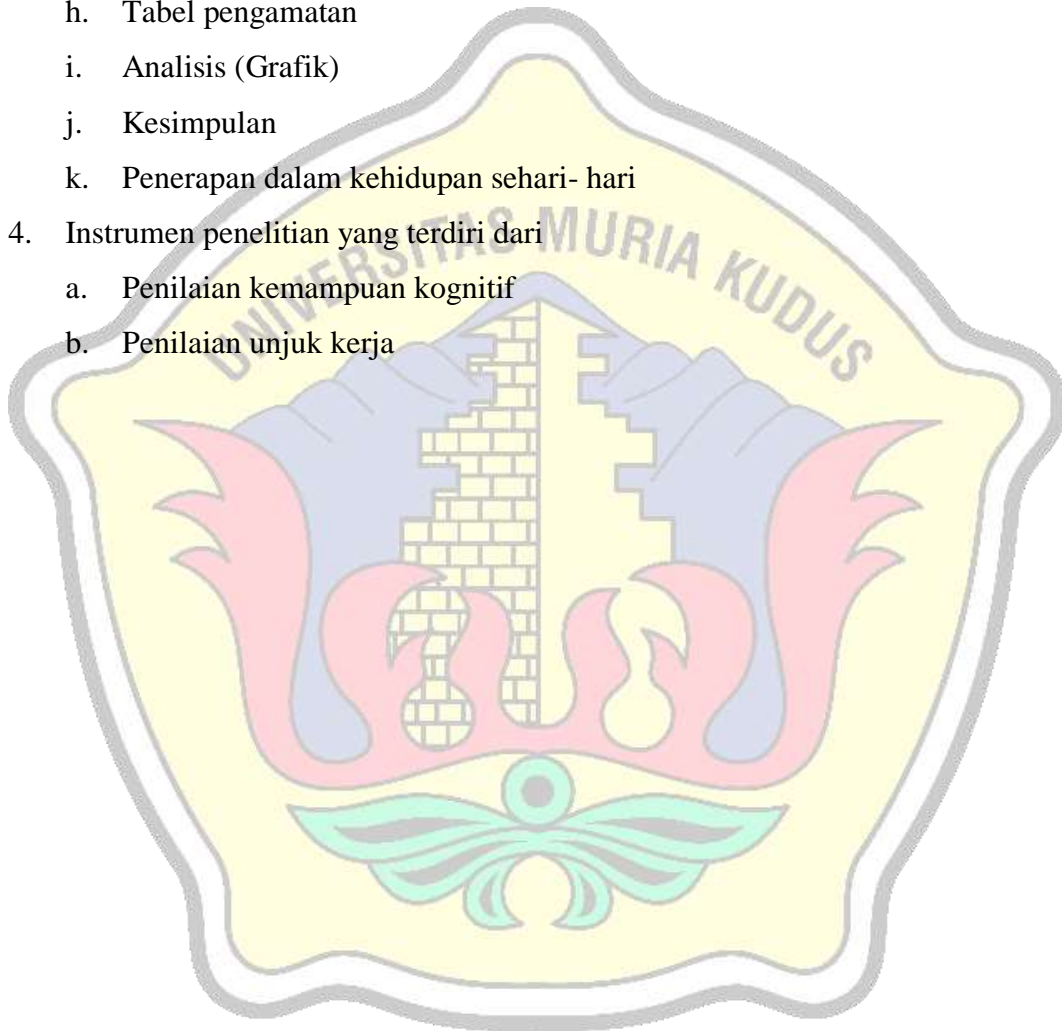 h. Tabel pengamatan
i. Analisis (Grafik)
j. Kesimpulan
k. Penerapan dalam kehidupan sehari- hari
4. Instrumen penelitian yang terdiri dari
UNIVERSITAS MURIA KUDUS
a. Penilaian kemampuan kognitif
b. Penilaian unjuk kerja